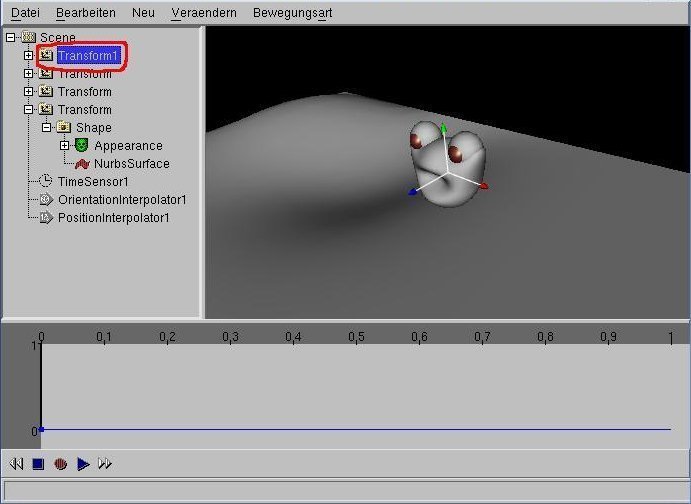 Datei Bearbeiten Neu Veraendern Bewegungsart
Scene
Transform1
Transform
Transform
Transform
Shape
Appearance
NurbsSurface
TimeSensor1
OrientationInterpolator1
PositionInterpolator1
0 0,1 0,2 0,3 0,4 0,5 0,6 0,7 0,8 0,9 1
1
0